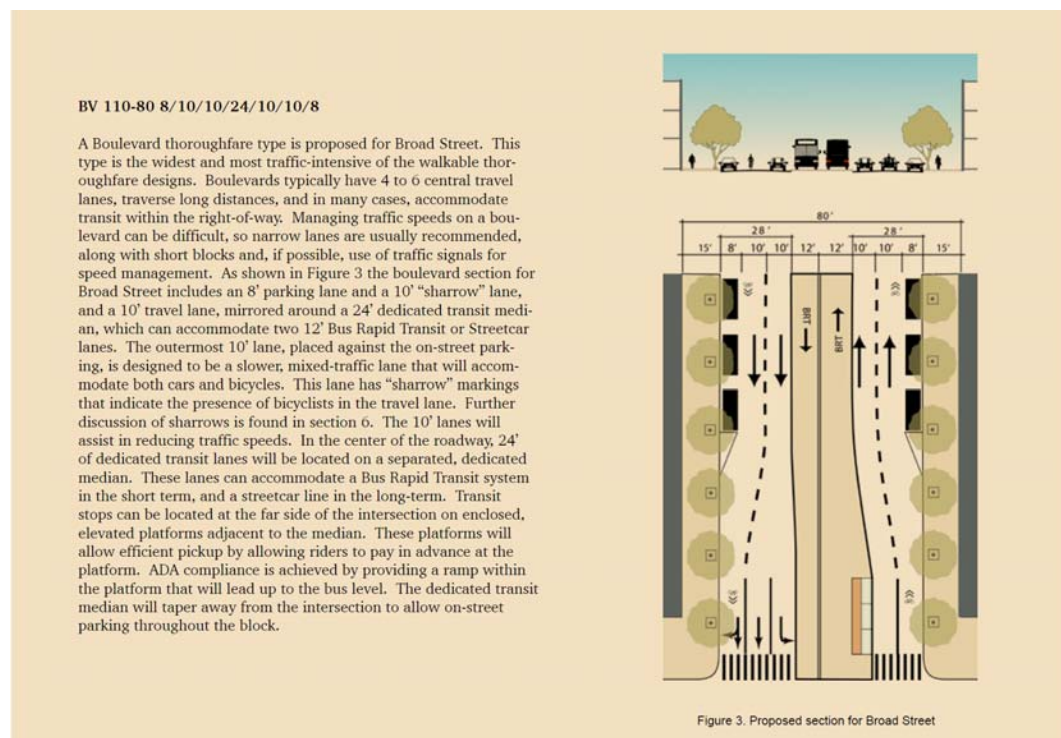 BV 110-80 8/10/10/24/10/10/8
A Boulevard thoroughfare type is proposed for Broad Street. This
type is the widest and most traffic-intensive of the walkable thor-
oughfare designs. Boulevards typically have 4 to 6 central travel
lanes, traverse long distances, and in many cases, accommodate
transit within the right-of-way. Managing traffic speeds on a bou-
levard can be difficult, so narrow lanes are usually recommended,
along with short blocks and, if possible, use of traffic signals for
speed management. As shown in Figure 3 the boulevard section for
Broad Street includes an 8’ parking lane and a 10’ “sharrow” lane,
and a 10’ travel lane, mirrored around a 24’ dedicated transit medi-
an, which can accommodate two 12’ Bus Rapid Transit or Streetcar
lanes. The outermost 10’ lane, placed against the on-street park-
ing, is designed to be a slower, mixed-traffic lane that will accom-
modate both cars and bicycles. This lane has “sharrow” markings
that indicate the presence of bicyclists in the travel lane. Further
discussion of sharrows is found in section 6. The 10’ lanes will
assist in reducing traffic speeds. In the center of the roadway, 24’
of dedicated transit lanes will be located on a separated, dedicated
median. These lanes can accommodate a Bus Rapid Transit system
in the short term, and a streetcar line in the long-term. Transit
stops can be located at the far side of the intersection on enclosed,
elevated platforms adjacent to the median. These platforms will
allow efficient pickup by allowing riders to pay in advance at the
platform. ADA compliance is achieved by providing a ramp within
the platform that will lead up to the bus level. The dedicated transit
median will taper away from the intersection to allow on-street
parking throughout the block.
80'
28' 28'
15' 8' 10' 10' 12' 12' 10' 10' 8' 15'
BRT
BRT
Figure 3. Proposed section for Broad Street